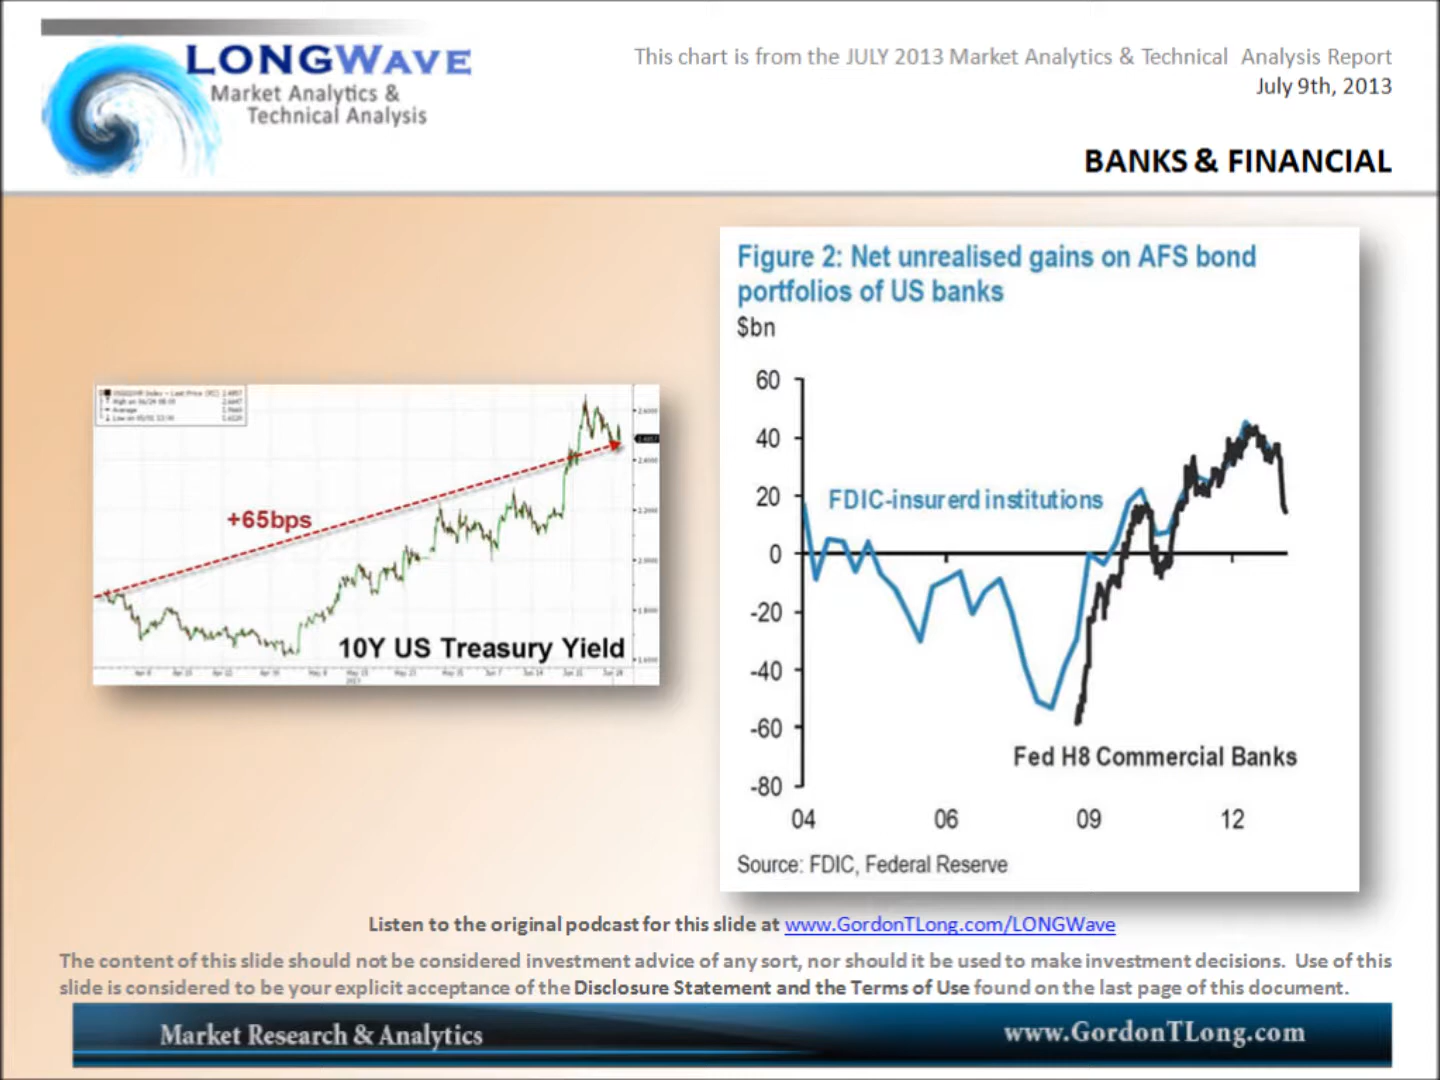 LONGWAVE
Market Analytics &
Technical Analysis
This chart is from the JULY 2013 Market Analytics & Technical Analysis Report
July 9th, 2013
BANKS & FINANCIAL
+65bps
10Y US Treasury Yield
Figure 2: Net unrealised gains on AFS bond
portfolios of US banks
$bn
60
40
20
0
-20
-40
-60
-80
FDIC-insurerd institutions
Fed H8 Commercial Banks
04 06 09 12
Source: FDIC, Federal Reserve
Listen to the original podcast for this slide at www.GordonTLong.com/LONGWave
The content of this slide should not be considered investment advice of any sort, nor should it be used to make investment decisions. Use of this
slide is considered to be your explicit acceptance of the Disclosure Statement and the Terms of Use found on the last page of this document.
Market Research & Analytics
www.GordonTLong.com